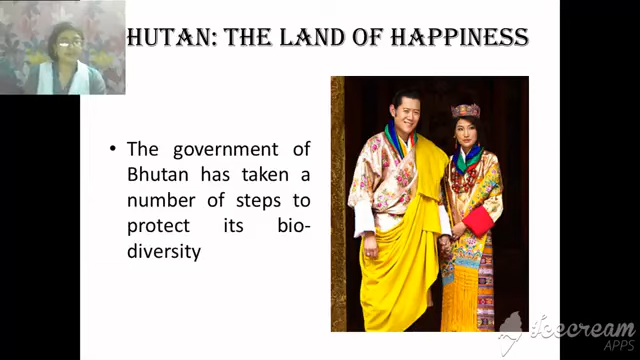 HUTAN: THE LAND OF HAPPINESS
• The government of
Bhutan has taken a
number of steps to
protect its bio-
diversity
Icecream
APPS